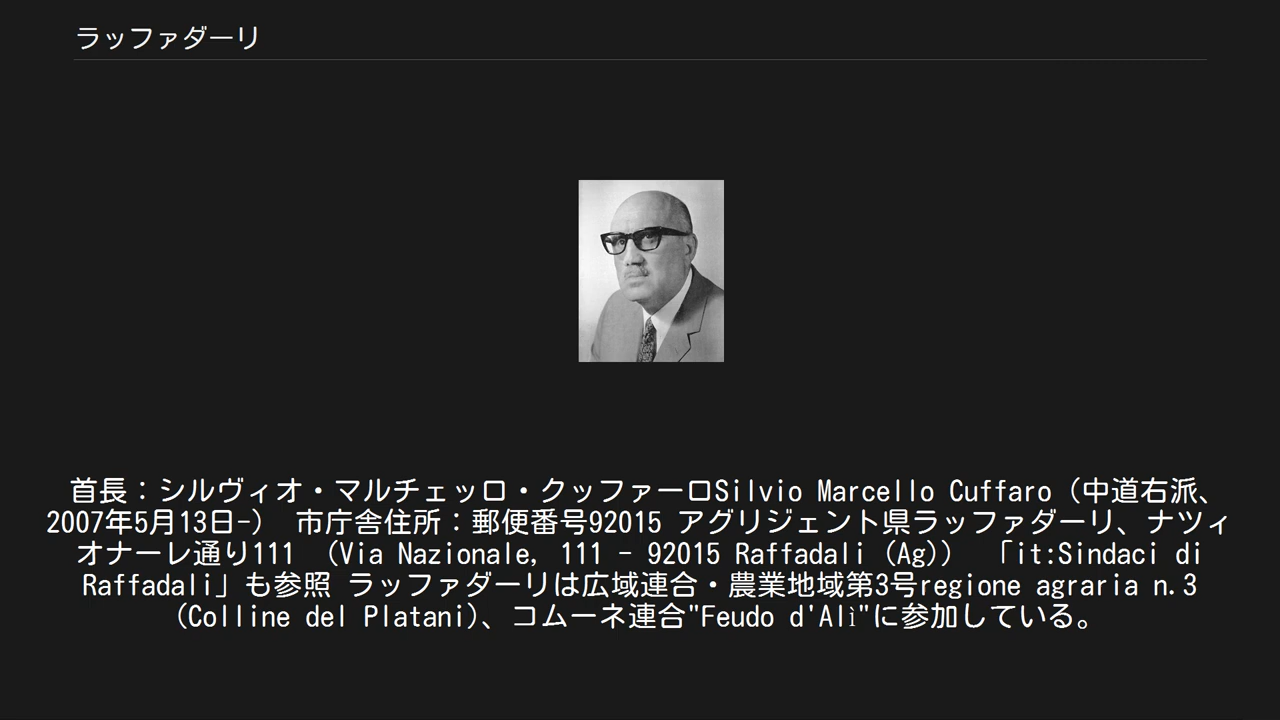 ラッファダーリ
首長：シルヴィオ・マルチェッロ・クッファーロSilvio Marcello Cuffaro (中道右派、
2007年5月13日-)　市庁舎住所：郵便番号92015 アグリジェント県ラッファダーリ、ナツィ
オナーレ通り111　(Via Nazionale, 111 - 92015 Raffadali (Ag))　「it:Sindaci di
Raffadali」も参照 ラッファダーリは広域連合・農業地域第3号regione agraria n.3
(Colline del Platani)、コムーネ連合"Feudo d'Alì"に参加している。